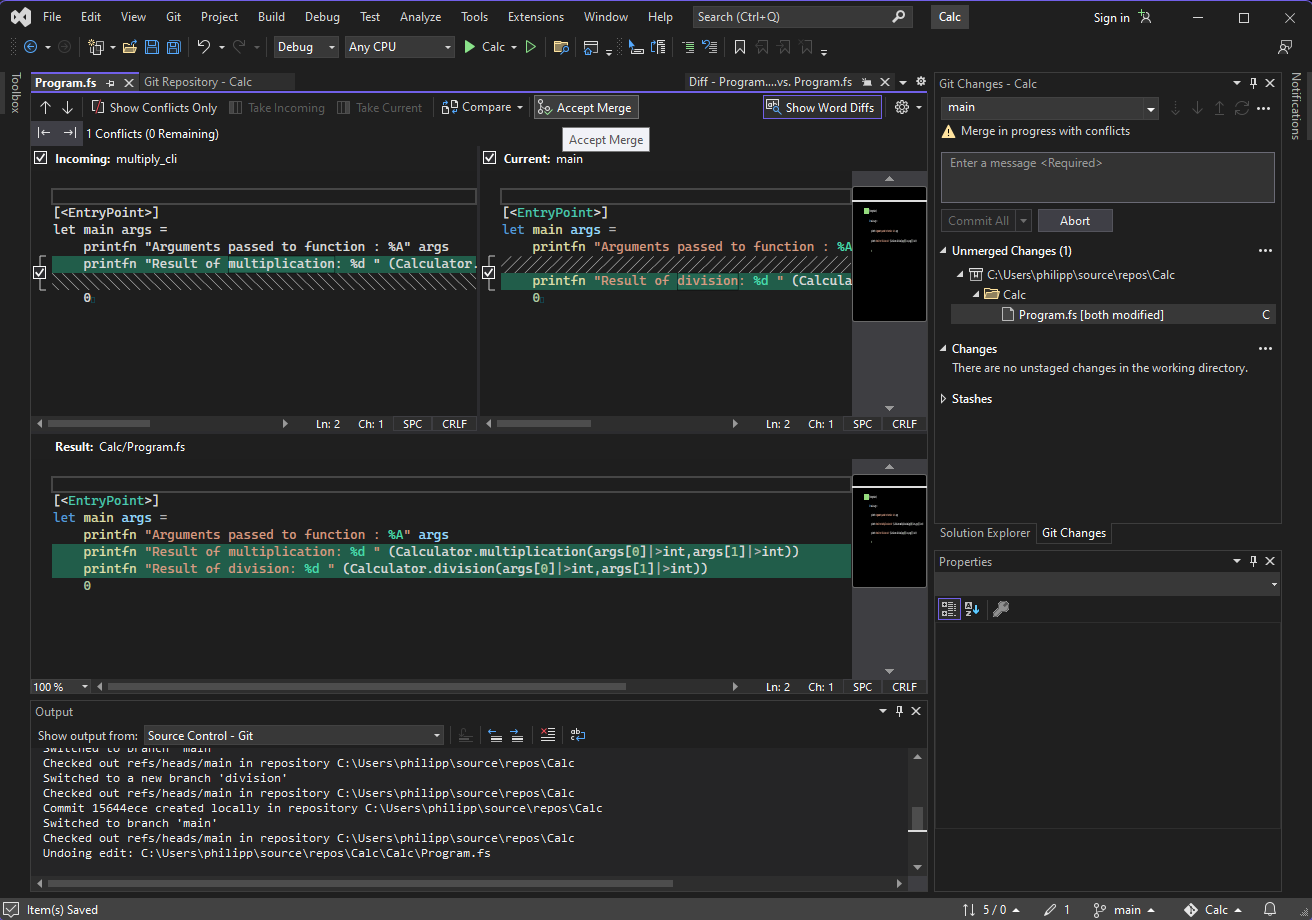 File Edit View Git Project Build Debug Test Analyze Tools Extensions Window Help Search (Ctrl+Q) Calc Sign in
Debug Any CPU Calc
Toolbox
Program.fs Git Repository - Calc Diff - Program....vs. Program.fs
Show Conflicts Only Take Incoming Take Current Compare Accept Merge Show Word Diffs
1 Conflicts (0 Remaining)
Accept Merge
Incoming: multiply_cli
[<EntryPoint>]
let main args =
printfn "Arguments passed to function : %A" args
printfn "Result of multiplication: %d " (Calculator.
0
Ln: 2 Ch: 1 SPC CRLF
Current: main
[<EntryPoint>]
let main args =
printfn "Arguments passed to function : %A
printfn "Result of division: %d " (Calcula
0
Ln: 2 Ch: 1 SPC CRLF
Result: Calc/Program.fs
[<EntryPoint>]
let main args =
printfn "Arguments passed to function : %A" args
printfn "Result of multiplication: %d " (Calculator.multiplication(args[0]|>int,args[1]|>int))
printfn "Result of division: %d " (Calculator.division(args[0]|>int,args[1]|>int))
0
100 % Ln: 2 Ch: 1 SPC CRLF
Output
Show output from: Source Control - Git
Switched to branch 'main'
Checked out refs/heads/main in repository C:\Users\philipp\source\repos\Calc
Switched to a new branch 'division'
Checked out refs/heads/main in repository C:\Users\philipp\source\repos\Calc
Commit 15644ece created locally in repository C:\Users\philipp\source\repos\Calc
Switched to branch 'main'
Checked out refs/heads/main in repository C:\Users\philipp\source\repos\Calc
Undoing edit: C:\Users\philipp\source\repos\Calc\Calc\Program.fs
Git Changes - Calc
main
Merge in progress with conflicts
Enter a message <Required>
Commit All Abort
Unmerged Changes (1)
C:\Users\philipp\source\repos\Calc
Calc
Program.fs [both modified] C
Changes
There are no unstaged changes in the working directory.
Stashes
Solution Explorer Git Changes
Properties
Notifications
Item(s) Saved 5 / 0 1 main Calc